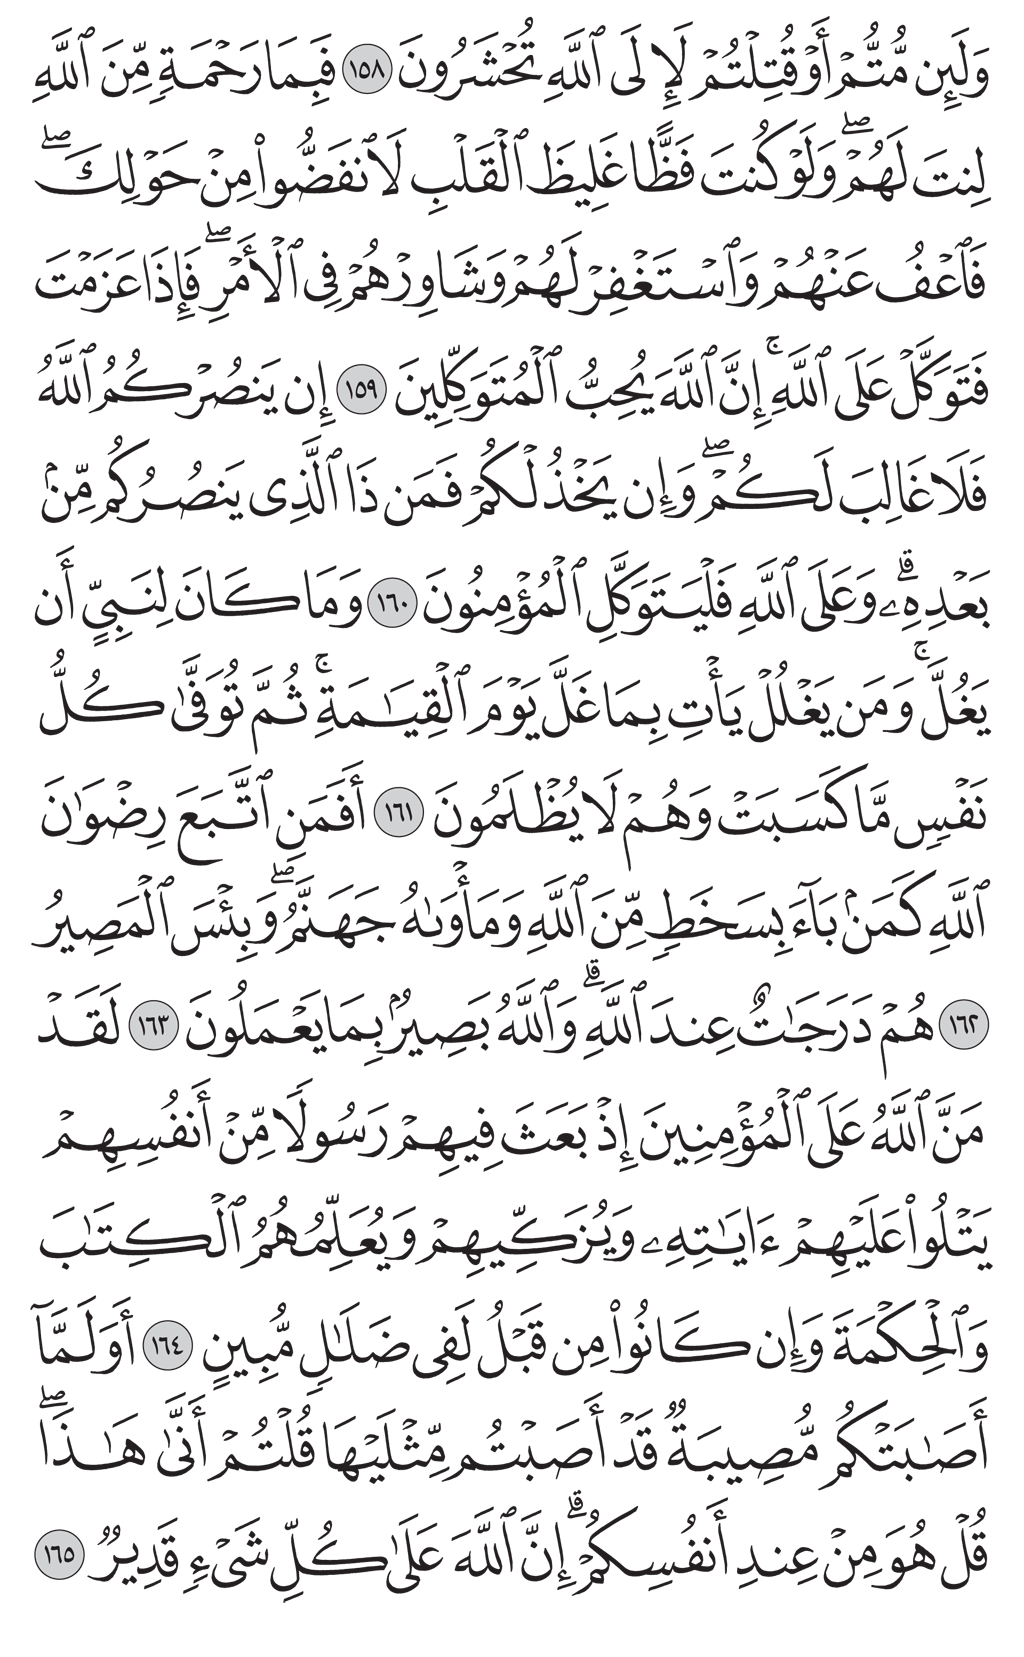 وَلَئِن مُّتُّمْ أَوْ قُتِلْتُمْ لَإِلَى ٱللَّهِ تُحْشَرُونَ ١٥٨ فَبِمَا رَحْمَةٍ مِّنَ ٱللَّهِ
لِنتَ لَهُمْ ۖ وَلَوْ كُنتَ فَظًّا غَلِيظَ ٱلْقَلْبِ لَٱنفَضُّوا۟ مِنْ حَوْلِكَ ۖ
فَٱعْفُ عَنْهُمْ وَٱسْتَغْفِرْ لَهُمْ وَشَاوِرْهُمْ فِى ٱلْأَمْرِ ۖ فَإِذَا عَزَمْتَ
فَتَوَكَّلْ عَلَى ٱللَّهِ ۚ إِنَّ ٱللَّهَ يُحِبُّ ٱلْمُتَوَكِّلِينَ ١٥٩ إِن يَنصُرْكُمُ ٱللَّهُ
فَلَا غَالِبَ لَكُمْ ۖ وَإِن يَخْذُلْكُمْ فَمَن ذَا ٱلَّذِى يَنصُرُكُم مِّنۢ
بَعْدِهِۦ ۗ وَعَلَى ٱللَّهِ فَلْيَتَوَكَّلِ ٱلْمُؤْمِنُونَ ١٦٠ وَمَا كَانَ لِنَبِىٍّ أَن
يَغُلَّ ۚ وَمَن يَغْلُلْ يَأْتِ بِمَا غَلَّ يَوْمَ ٱلْقِيَـٰمَةِ ۚ ثُمَّ تُوَفَّىٰ كُلُّ
نَفْسٍ مَّا كَسَبَتْ وَهُمْ لَا يُظْلَمُونَ ١٦١ أَفَمَنِ ٱتَّبَعَ رِضْوَٰنَ
ٱللَّهِ كَمَنۢ بَآءَ بِسَخَطٍ مِّنَ ٱللَّهِ وَمَأْوَىٰهُ جَهَنَّمُ ۖ وَبِئْسَ ٱلْمَصِيرُ
١٦٢ هُمْ دَرَجَـٰتٌ عِندَ ٱللَّهِ ۗ وَٱللَّهُ بَصِيرٌۢ بِمَا يَعْمَلُونَ ١٦٣ لَقَدْ
مَنَّ ٱللَّهُ عَلَى ٱلْمُؤْمِنِينَ إِذْ بَعَثَ فِيهِمْ رَسُولًا مِّنْ أَنفُسِهِمْ
يَتْلُوا۟ عَلَيْهِمْ ءَايَـٰتِهِۦ وَيُزَكِّيهِمْ وَيُعَلِّمُهُمُ ٱلْكِتَـٰبَ
وَٱلْحِكْمَةَ وَإِن كَانُوا۟ مِن قَبْلُ لَفِى ضَلَـٰلٍ مُّبِينٍ ١٦٤ أَوَلَمَّآ
أَصَـٰبَتْكُم مُّصِيبَةٌ قَدْ أَصَبْتُم مِّثْلَيْهَا قُلْتُمْ أَنَّىٰ هَـٰذَا ۖ
قُلْ هُوَ مِنْ عِندِ أَنفُسِكُمْ ۗ إِنَّ ٱللَّهَ عَلَىٰ كُلِّ شَىْءٍ قَدِيرٌ ١٦٥